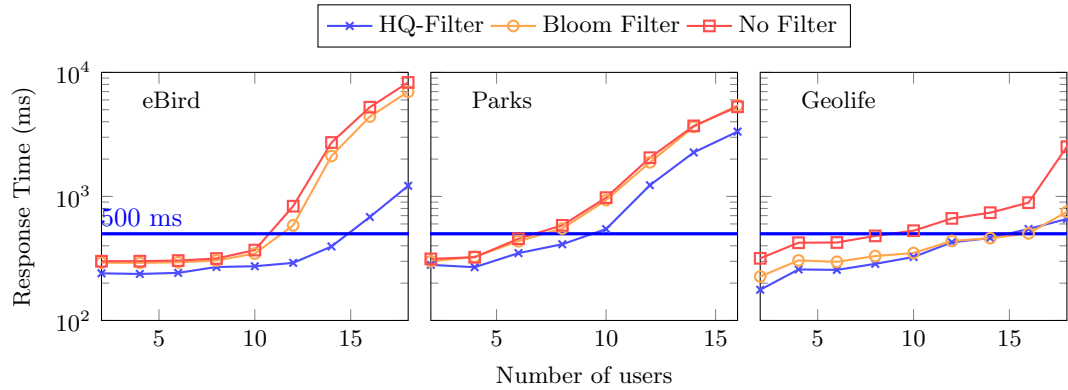 HQ-Filter Bloom Filter No Filter
eBird
Parks
Geolife
10^4
10^3
10^2
Response Time (ms)
500 ms
5 10 15
5 10 15
5 10 15
Number of users